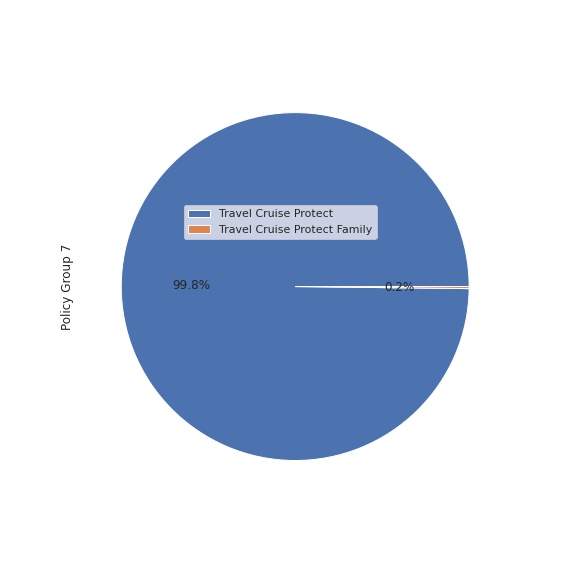 Travel Cruise Protect
Travel Cruise Protect Family
99.8%
0.2%
Policy Group 7